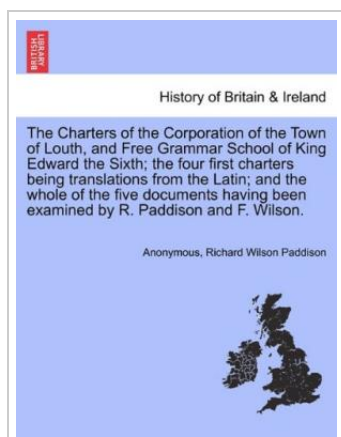 BRITISH
LIBRARY
History of Britain & Ireland
The Charters of the Corporation of the Town
of Louth, and Free Grammar School of King
Edward the Sixth; the four first charters
being translations from the Latin; and the
whole of the five documents having been
examined by R. Paddison and F. Wilson.
Anonymous, Richard Wilson Paddison